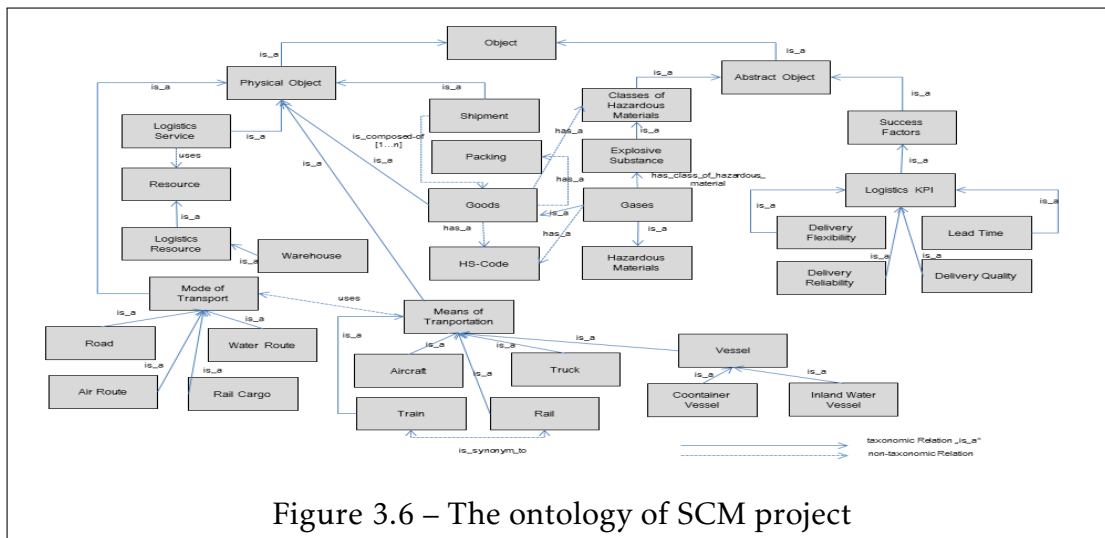 Object
is_a
is_a
Physical Object
is_a
is_a
is_a
Abstract Object
is_a
Classes of
Hazardous
Materials
Shipment
Logistics
Service
is_a
is_composed-of
[1...n]
has_a
is_a
Success
Factors
uses
Packing
Explosive
Substance
is_a
is_a
has_a
has_class_of_hazardous_
material
Resource
Logistics KPI
Goods
is_a
Gases
is_a
is_a
is_a
has_a
has_a
Logistics
Resource
Delivery
Flexibility
Lead Time
is_a
Warehouse
is_a
HS-Code
Hazardous
Materials
is_a
is_a
Delivery
Reliability
Delivery Quality
Mode of
Transport
uses
Means of
Tranportation
is_a
is_a
is_a
Road
Water Route
is_a
is_a
is_a
Vessel
is_a
is_a
Aircraft
Truck
is_a
is_a
is_a
Air Route
Rail Cargo
Coontainer
Vessel
Inland Water
Vessel
Train
Rail
is_synonym_to
taxonomic Relation „is_a"
non-taxonomic Relation
Figure 3.6 – The ontology of SCM project